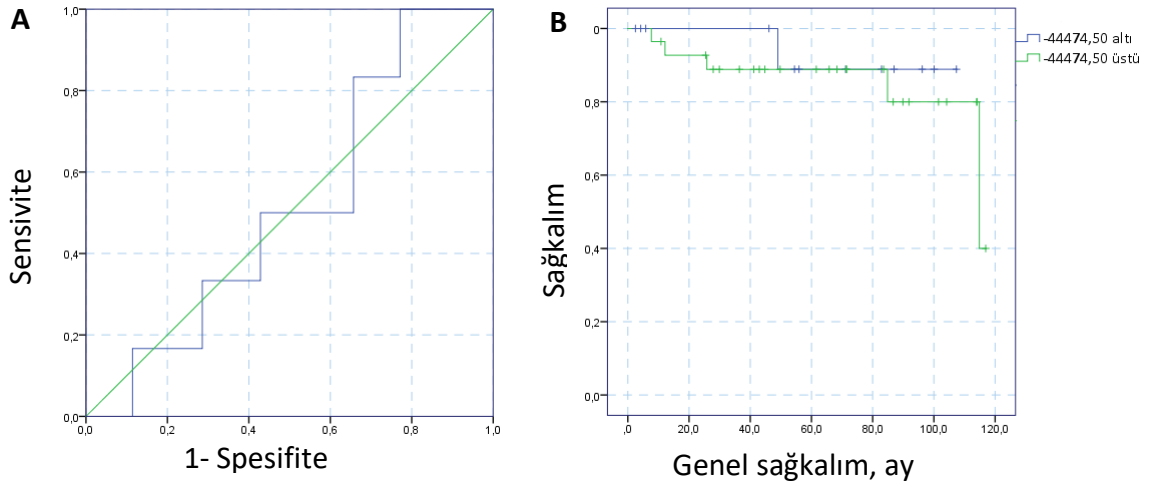 A
Sensivite
1,0
0,8
0,6
0,4
0,2
0,0
0,0 0,2 0,4 0,6 0,8 1,0
1- Spesifite
B
Sağkalım
0
0,8
0,6
0,4
0,2
0,0
,0 20,0 40,0 60,0 80,0 100,0 120,0
Genel sağkalım, ay
-44474,50 altı
-44474,50 üstü